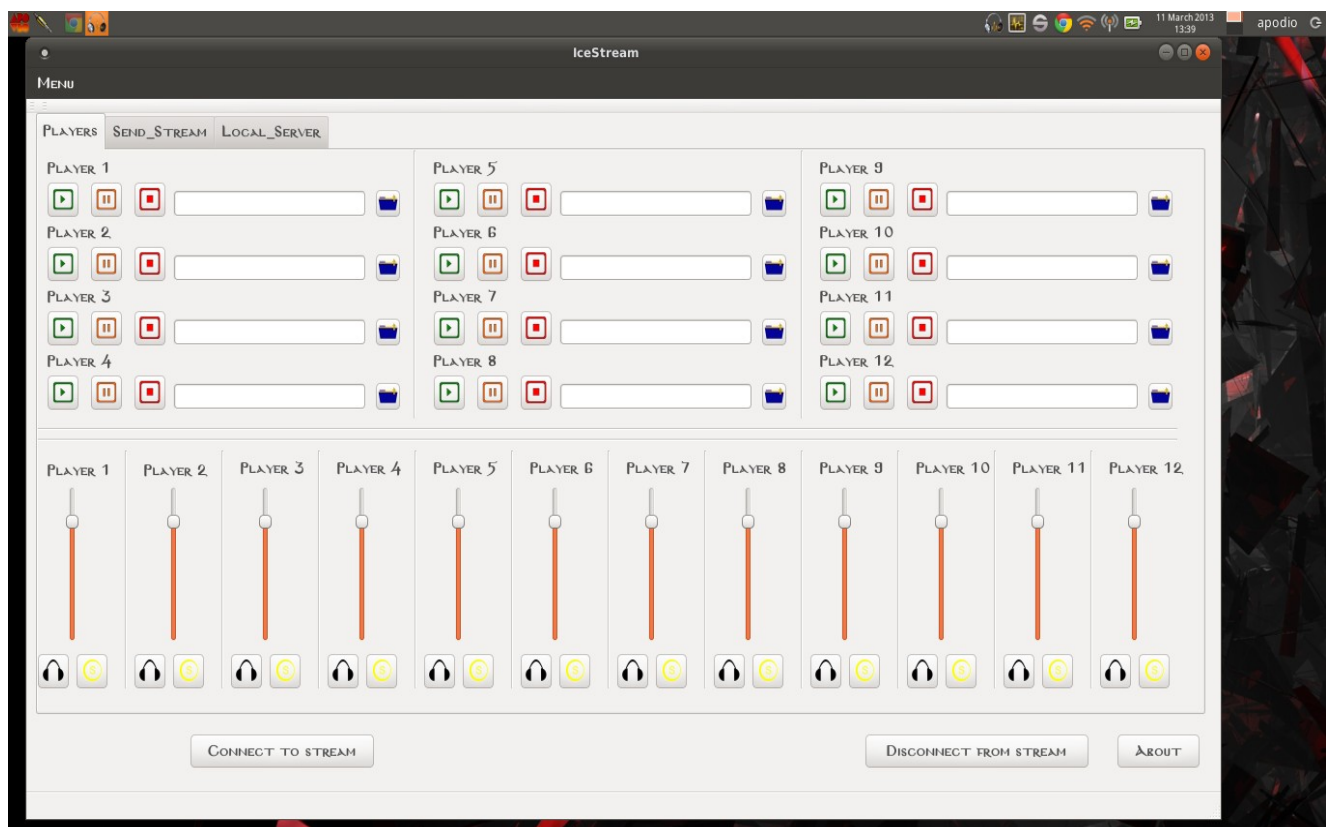 11 March 2013
13:39
apodio
IceStream
Menu
Players Send_Stream Local_Server
Player 1 Player 5 Player 9
Player 2 Player 6 Player 10
Player 3 Player 7 Player 11
Player 4 Player 8 Player 12
Player 1 Player 2 Player 3 Player 4 Player 5 Player 6 Player 7 Player 8 Player 9 Player 10 Player 11 Player 12
Connect to stream Disconnect from stream About